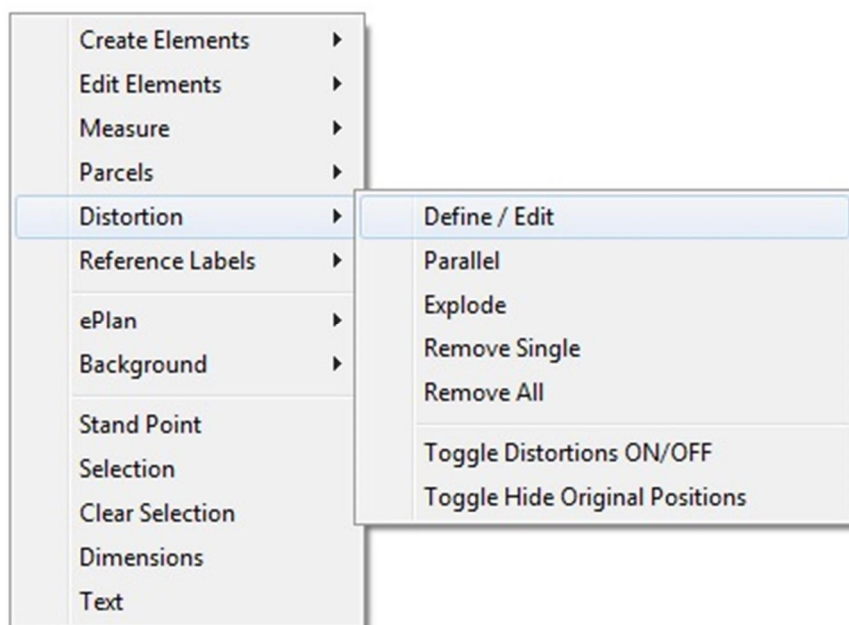 Create Elements
Edit Elements
Measure
Parcels
Distortion
Reference Labels
ePlan
Background
Stand Point
Selection
Clear Selection
Dimensions
Text
Define / Edit
Parallel
Explode
Remove Single
Remove All
Toggle Distortions ON/OFF
Toggle Hide Original Positions